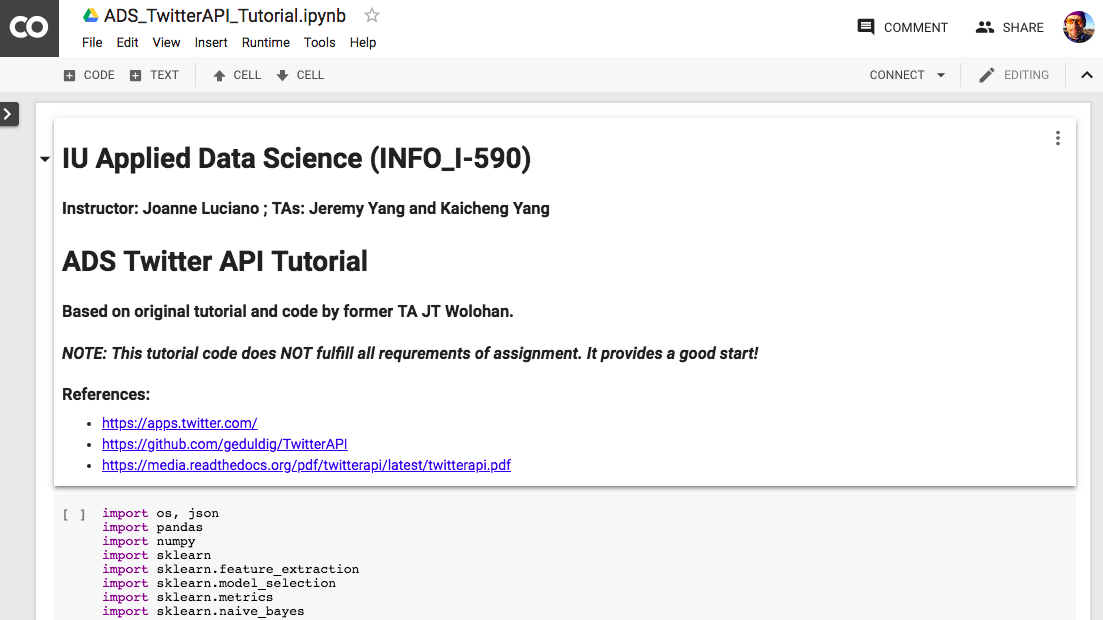 CO
ADS_TwitterAPI_Tutorial.ipynb
File Edit View Insert Runtime Tools Help
COMMENT SHARE
CODE TEXT CELL CELL
CONNECT EDITING
IU Applied Data Science (INFO_I-590)
Instructor: Joanne Luciano ; TAs: Jeremy Yang and Kaicheng Yang
ADS Twitter API Tutorial
Based on original tutorial and code by former TA JT Wolohan.
NOTE: This tutorial code does NOT fulfill all requrements of assignment. It provides a good start!
References:
• https://apps.twitter.com/
• https://github.com/geduldig/TwitterAPI
• https://media.readthedocs.org/pdf/twitterapi/latest/twitterapi.pdf
[ ] import os, json
import pandas
import numpy
import sklearn
import sklearn.feature_extraction
import sklearn.model_selection
import sklearn.metrics
import sklearn.naive_bayes